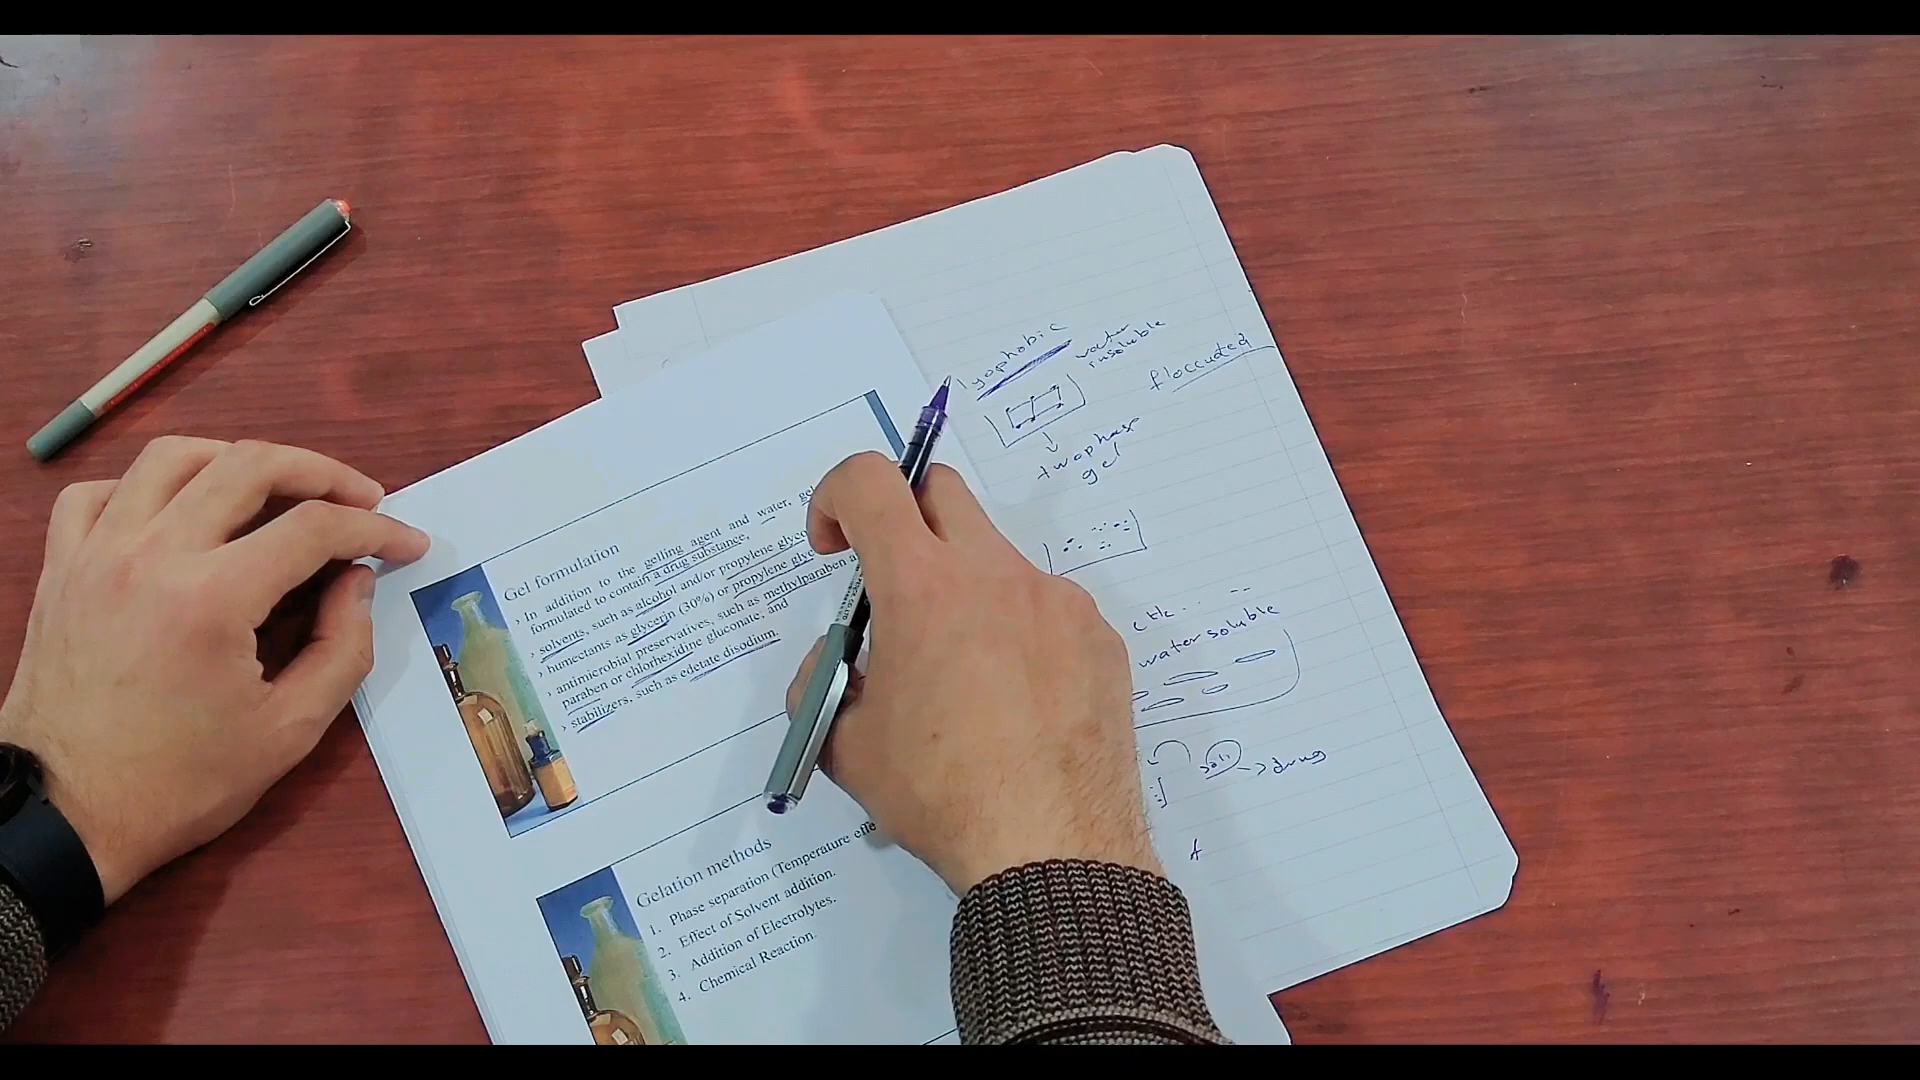 Gel formulation
› In addition to the gelling agent and water, gel
formulated to contain a drug substance,
› solvents, such as alcohol and/or propylene glyco
› humectants as glycerin (30%) or propylene glyc
› antimicrobial preservatives, such as methylparaben a
paraben or chlorhexidine gluconate; and
› stabilizers, such as edetate disodium.
Gelation methods
1. Phase separation (Temperature effe
2. Effect of Solvent addition.
3. Addition of Electrolytes.
4. Chemical Reaction.
lyophobic
water
insoluble
floccuted
two phase
gel
water soluble
drug